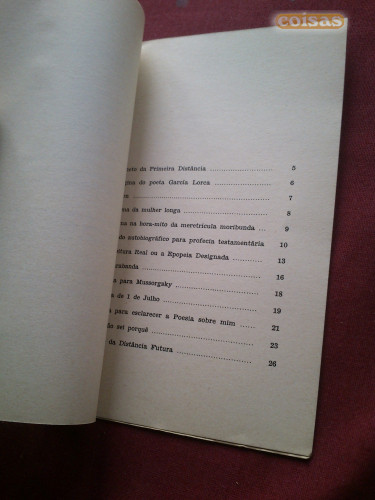 coisas
da Primeira Distância 5
do poeta García Lorca 6
7
da mulher longa 8
na hora-mito da meretrícula moribunda 9
autobiográfico para profecia testamentária 10
Real ou a Epopeia Designada 13
16
para Mussorgsky 18
de 1 de Julho 19
para esclarecer a Poesia sobre mim 21
sei porquê 23
da Distância Futura 26